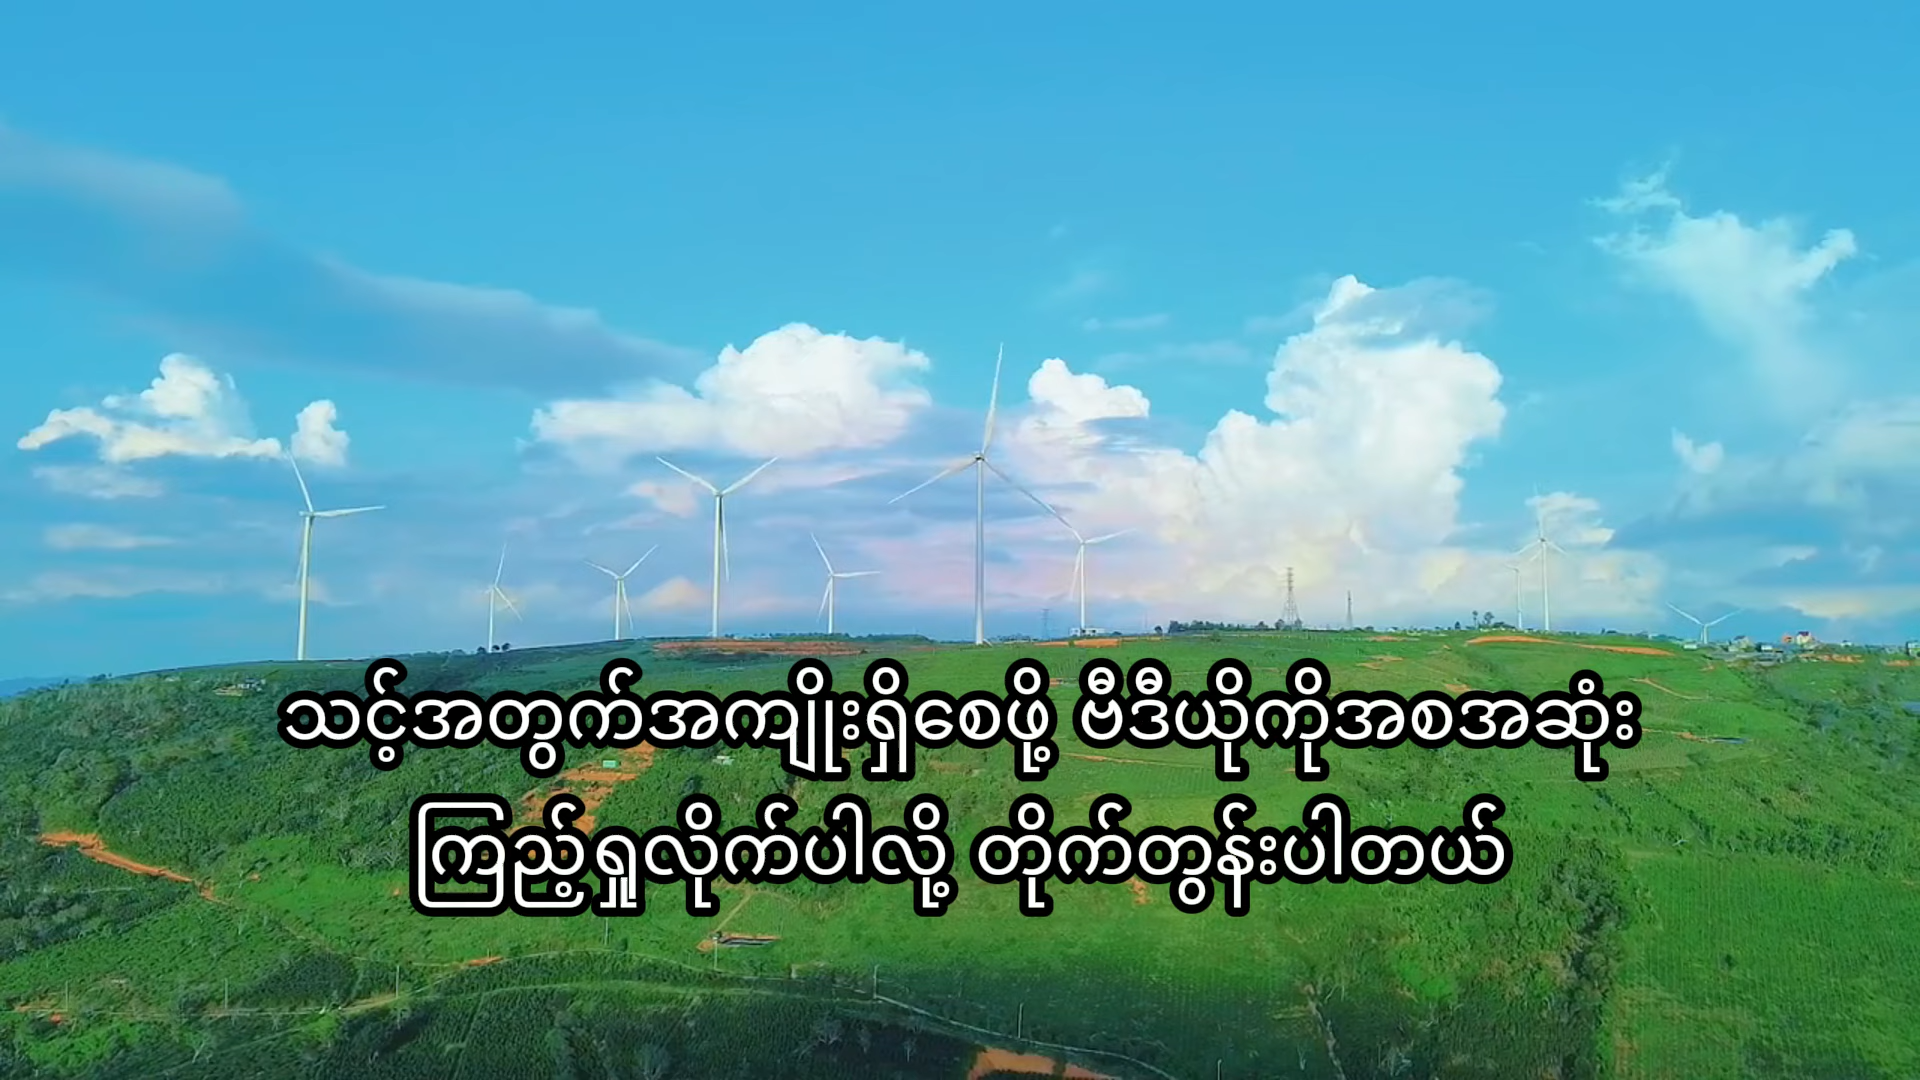 သင့်အတွက်အကျိုးရှိစေဖို့ ဗီဒီယိုကိုအစအဆုံး
ကြည့်ရှုလိုက်ပါလို့ တိုက်တွန်းပါတယ်